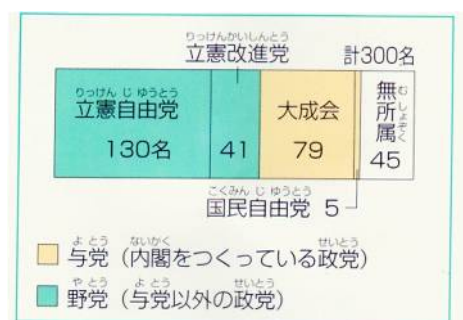 りっけんかいしんとう
立憲改進党
計300名
りっけんじゆうとう
立憲自由党
130名
41
大成会
79
無所属
むしょぞく
45
こくみんじゆうとう
国民自由党 5
よとう ないかく せいとう
与党（内閣をつくっている政党）
やとう よとう せいとう
野党（与党以外の政党）